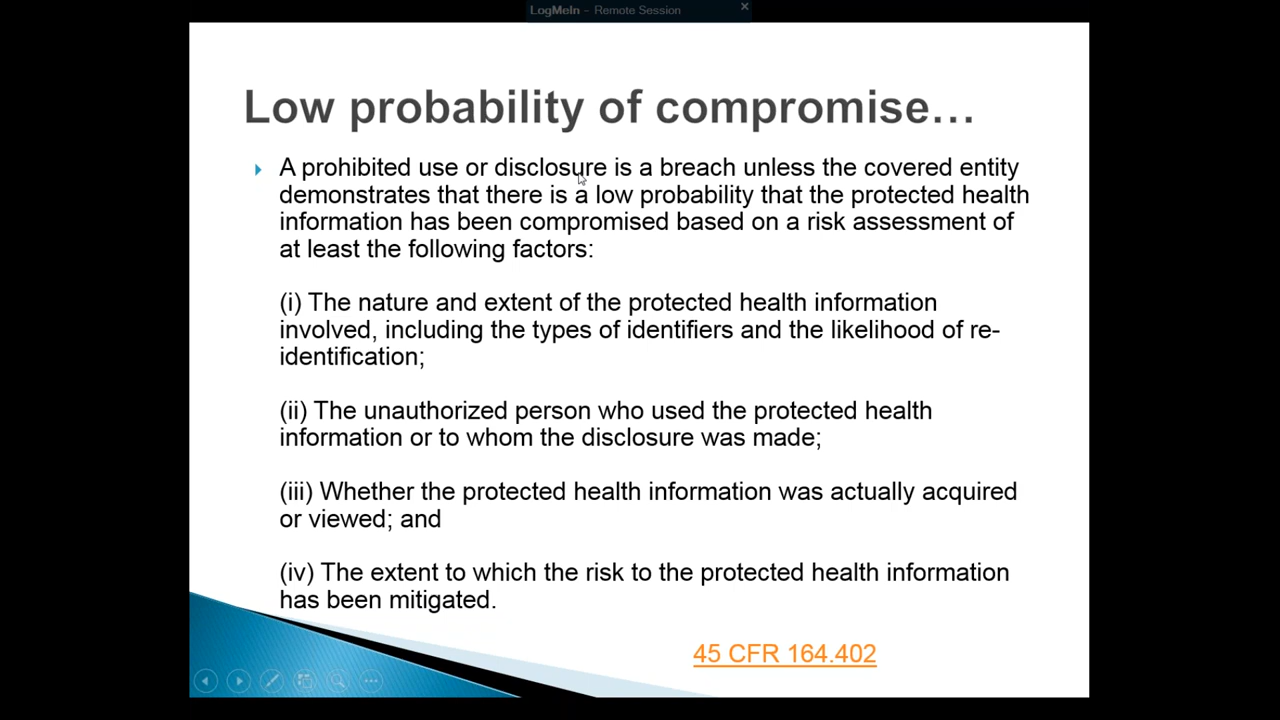 LogMeIn - Remote Session
Low probability of compromise…
A prohibited use or disclosure is a breach unless the covered entity
demonstrates that there is a low probability that the protected health
information has been compromised based on a risk assessment of
at least the following factors:
(i) The nature and extent of the protected health information
involved, including the types of identifiers and the likelihood of re-
identification;
(ii) The unauthorized person who used the protected health
information or to whom the disclosure was made;
(iii) Whether the protected health information was actually acquired
or viewed; and
(iv) The extent to which the risk to the protected health information
has been mitigated.
45 CFR 164.402